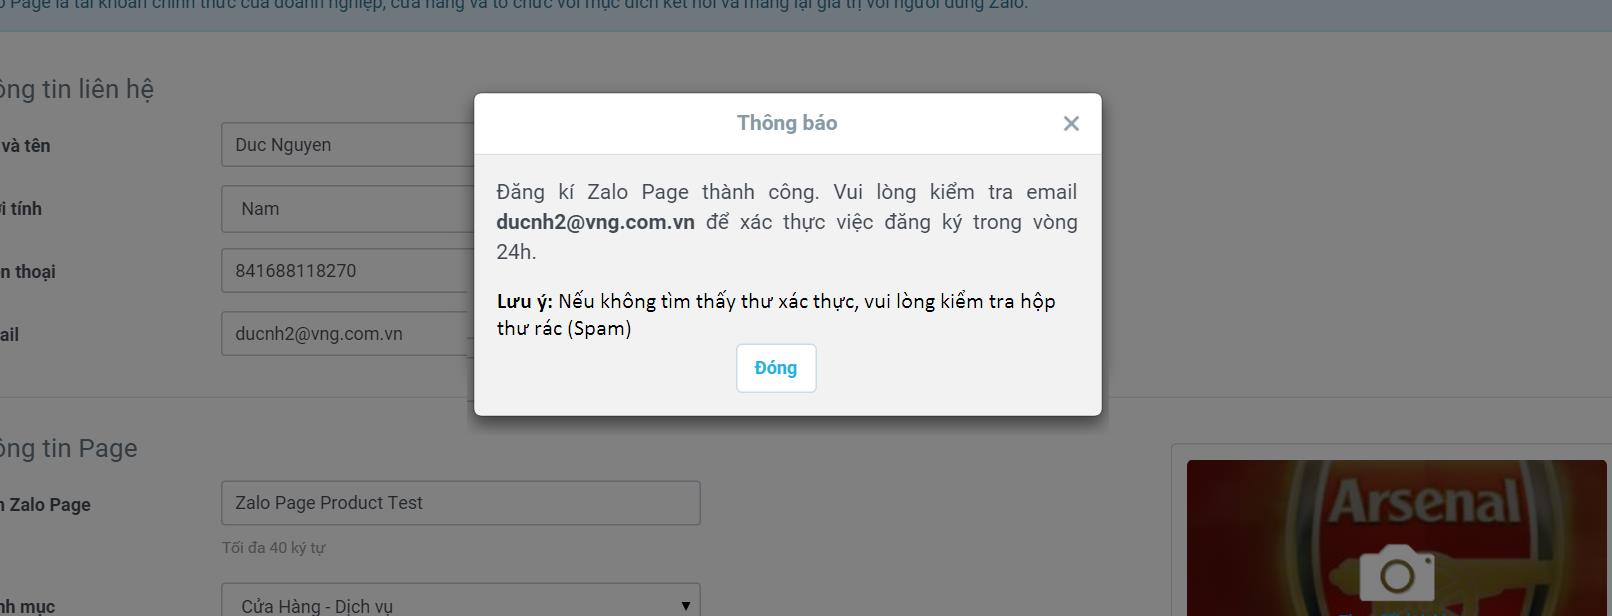 Page là tài khoản chính thức của doanh nghiệp, cửa hàng và tổ chức với mục đích kết nối và mang lại giá trị với người dùng Zalo.
tin liên hệ
và tên
Duc Nguyen
tính
Nam
thoại
841688118270
ducnh2@vng.com.vn
Thông báo
Đăng kí Zalo Page thành công. Vui lòng kiểm tra email
ducnh2@vng.com.vn để xác thực việc đăng ký trong vòng
24h.
Lưu ý: Nếu không tìm thấy thư xác thực, vui lòng kiểm tra hộp
thư rác (Spam)
Đóng
tin Page
Zalo Page
Zalo Page Product Test
Tối đa 40 ký tự
mục
Cửa Hàng - Dịch vụ
Arsenal